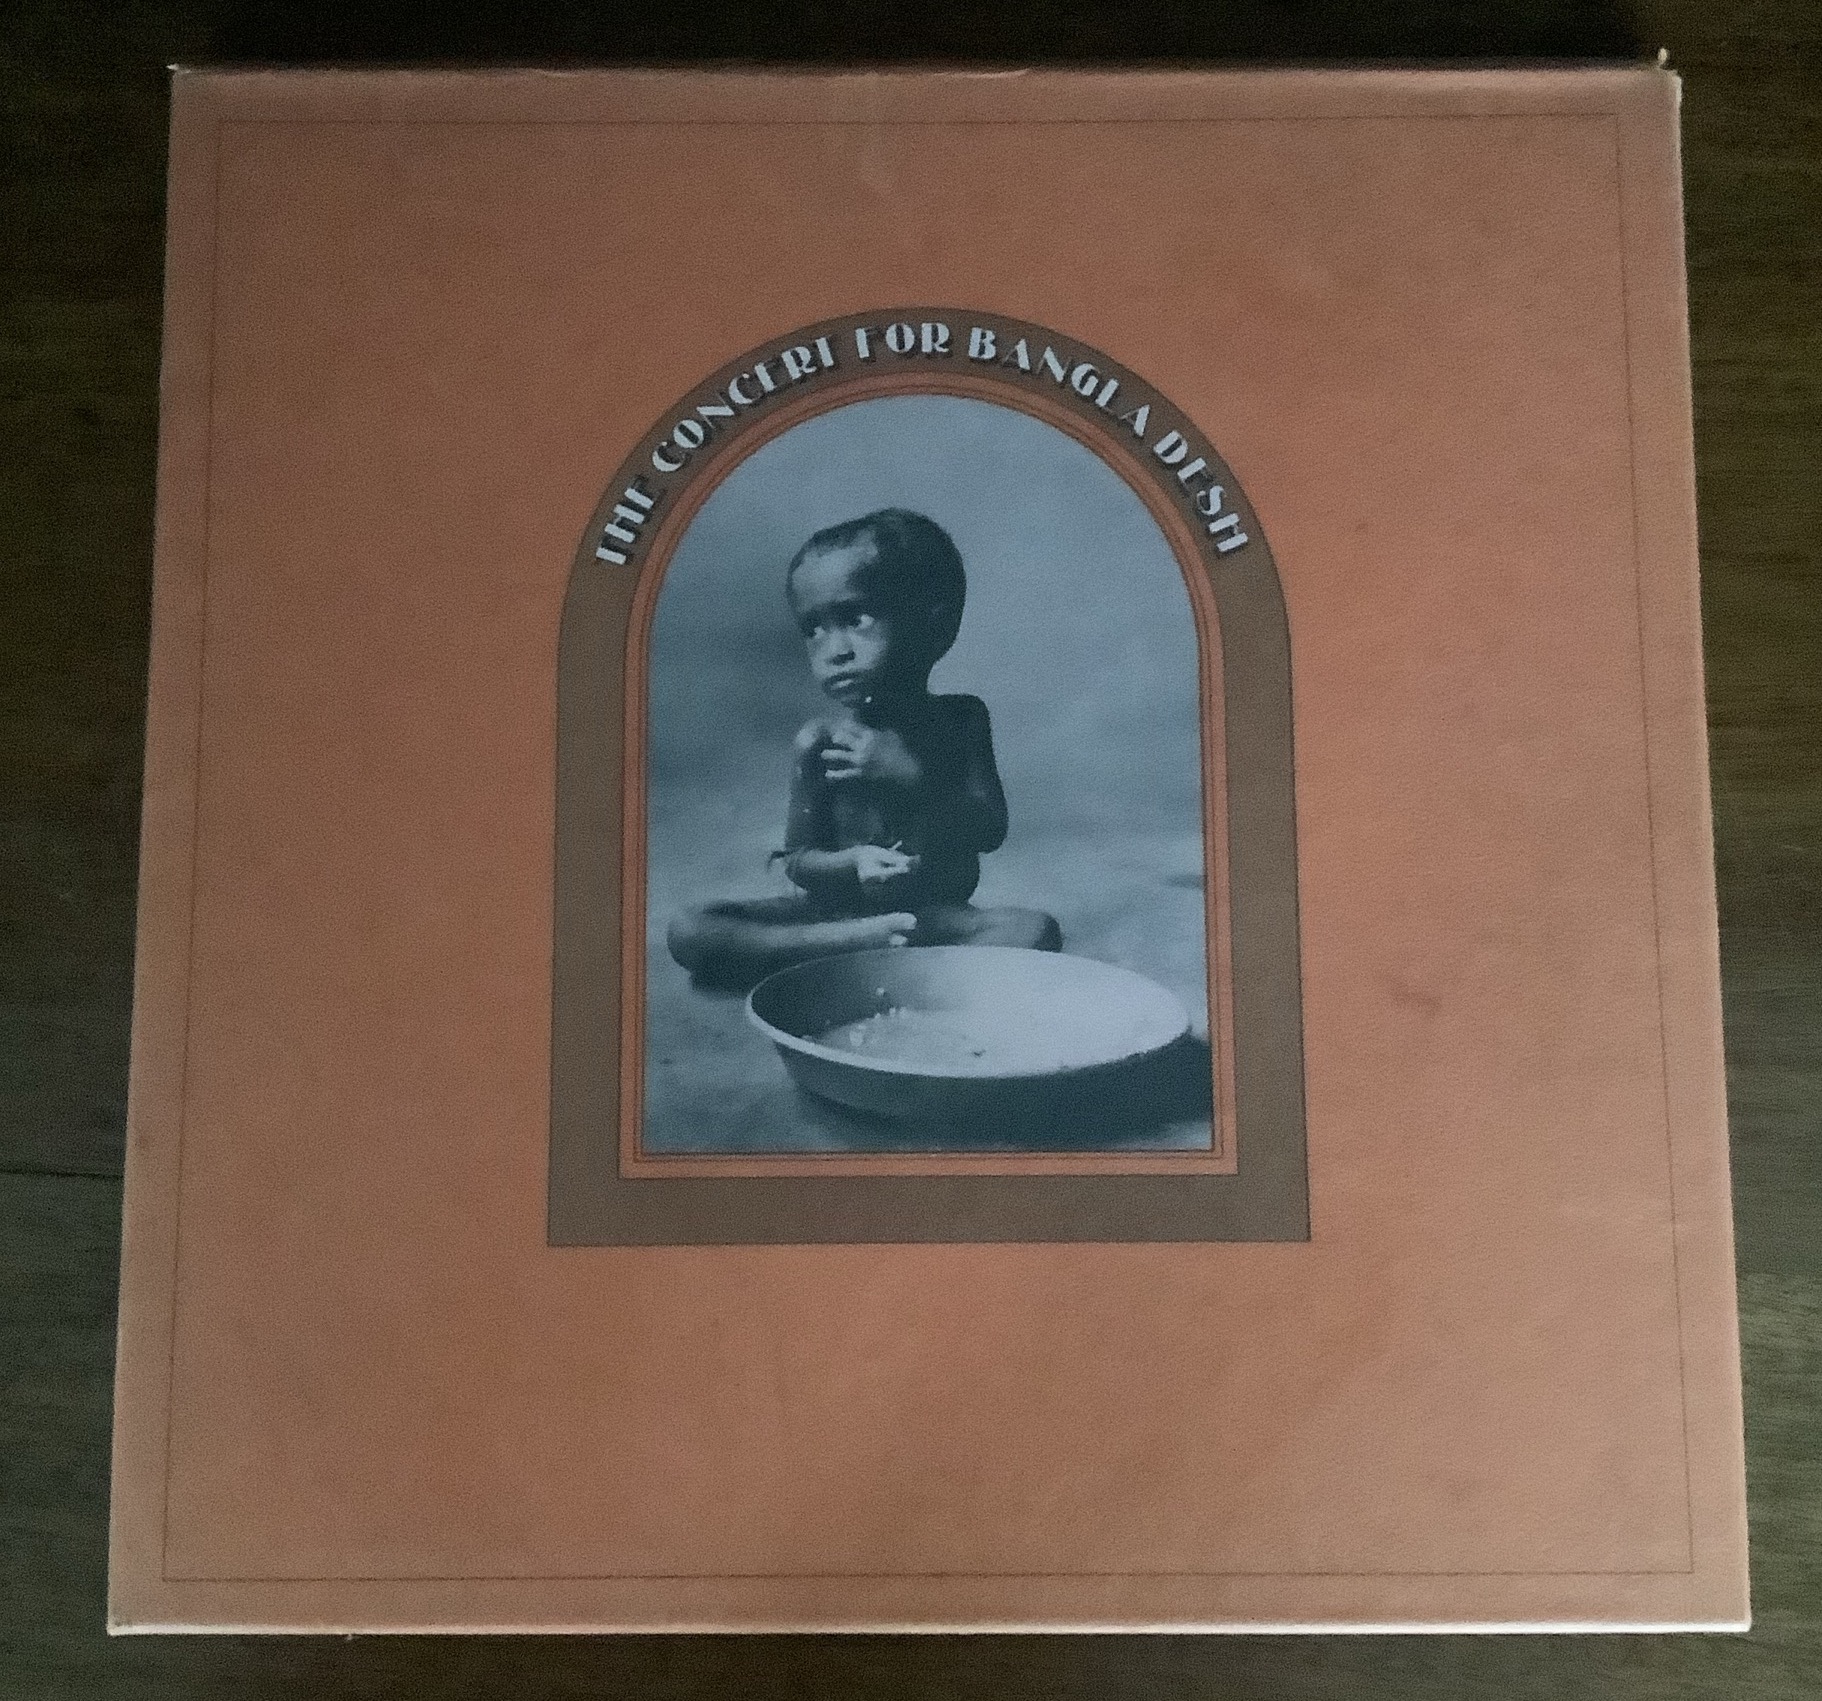 THE CONCERT FOR BANGLA DESH